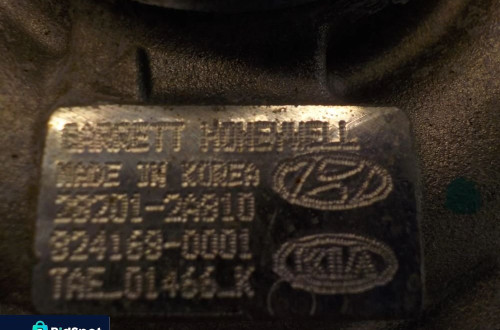 GARRETT HONEYWELL
MADE IN KOREA
28201-2A810
824168-0001
TAE_01466_K
KIA
BidSpot